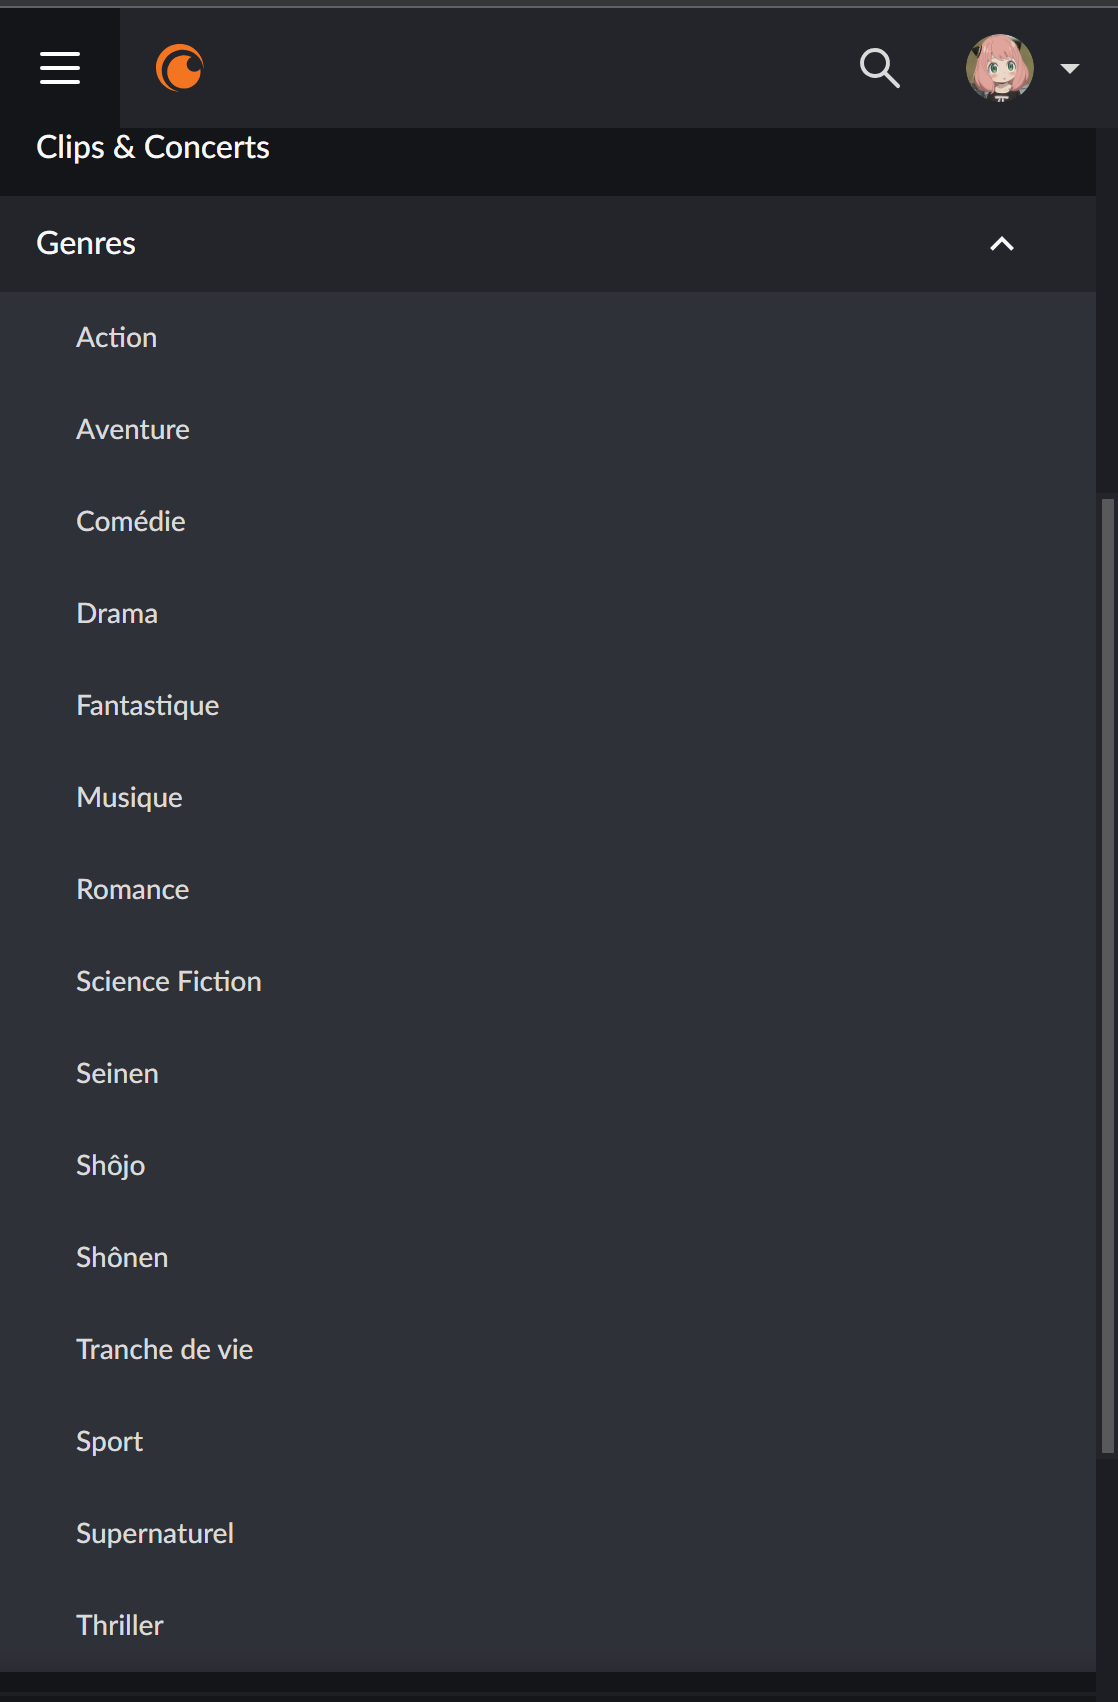 Clips & Concerts
Genres
Action
Aventure
Comédie
Drama
Fantastique
Musique
Romance
Science Fiction
Seinen
Shôjo
Shônen
Tranche de vie
Sport
Supernaturel
Thriller